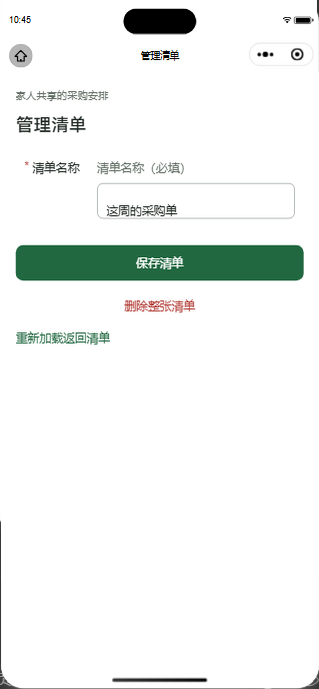 10:45
管理清单
家人共享的采购安排
管理清单
* 清单名称 清单名称（必填）
这周的采购单
保存清单
删除整张清单
重新加载返回清单